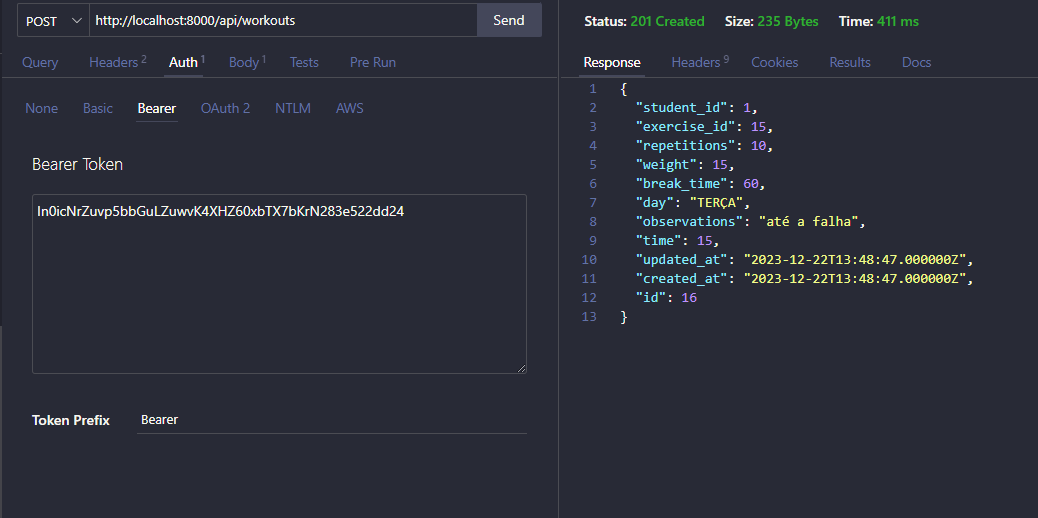 POST http://localhost:8000/api/workouts Send
Query Headers 2 Auth 1 Body 1 Tests Pre Run
None Basic Bearer OAuth 2 NTLM AWS
Bearer Token
In0icNrZuvp5bbGuLZuwvK4XHZ60xbTX7bKrN283e522dd24
Token Prefix Bearer
Status: 201 Created Size: 235 Bytes Time: 411 ms
Response Headers 9 Cookies Results Docs
1 {
2 "student_id": 1,
3 "exercise_id": 15,
4 "repetitions": 10,
5 "weight": 15,
6 "break_time": 60,
7 "day": "TERÇA",
8 "observations": "até a falha",
9 "time": 15,
10 "updated_at": "2023-12-22T13:48:47.000000Z",
11 "created_at": "2023-12-22T13:48:47.000000Z",
12 "id": 16
13 }